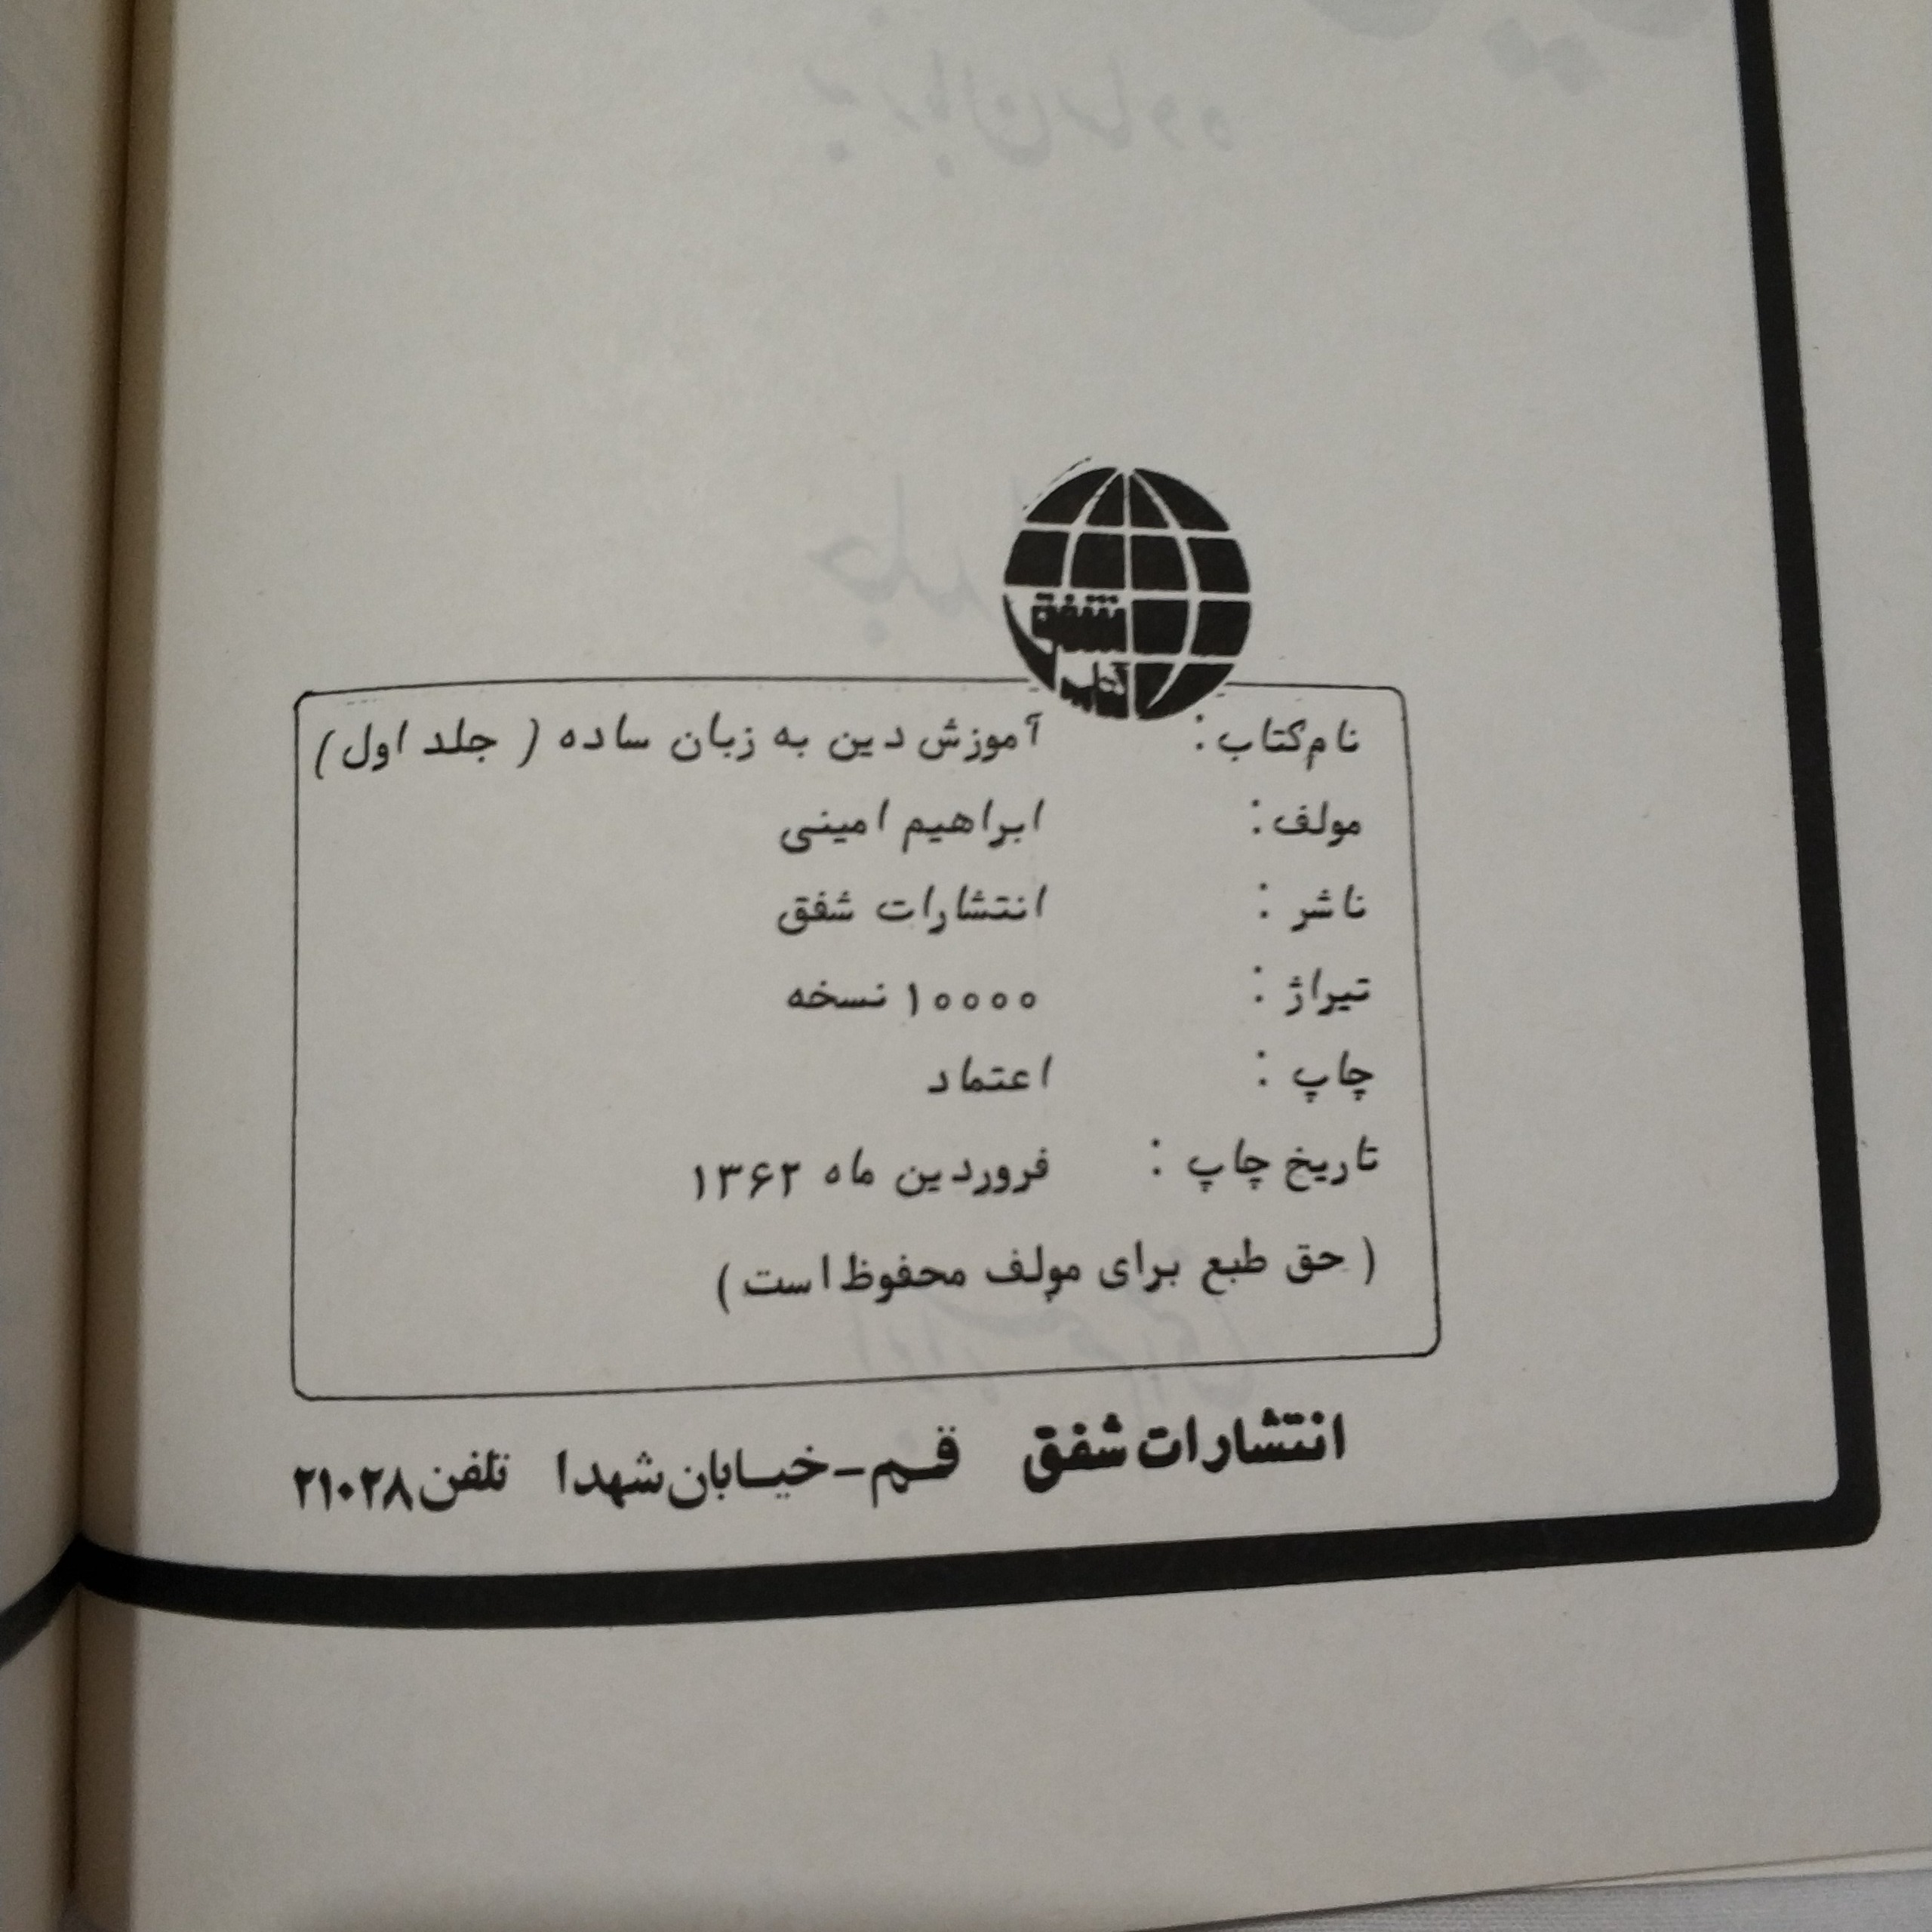 شفق
کتاب
نام کتاب : آموزش دین به زبان ساده ( جلد اول )
مولف : ابراهیم امینی
ناشر : انتشارات شفق
تیراژ : ۱۰۰۰۰ نسخه
چاپ : اعتماد
تاریخ چاپ : فروردین ماه ۱۳۶۲
( حق طبع برای مولف محفوظ است )
انتشارات شفق قم - خیابان شهدا تلفن ۲۱۰۲۸